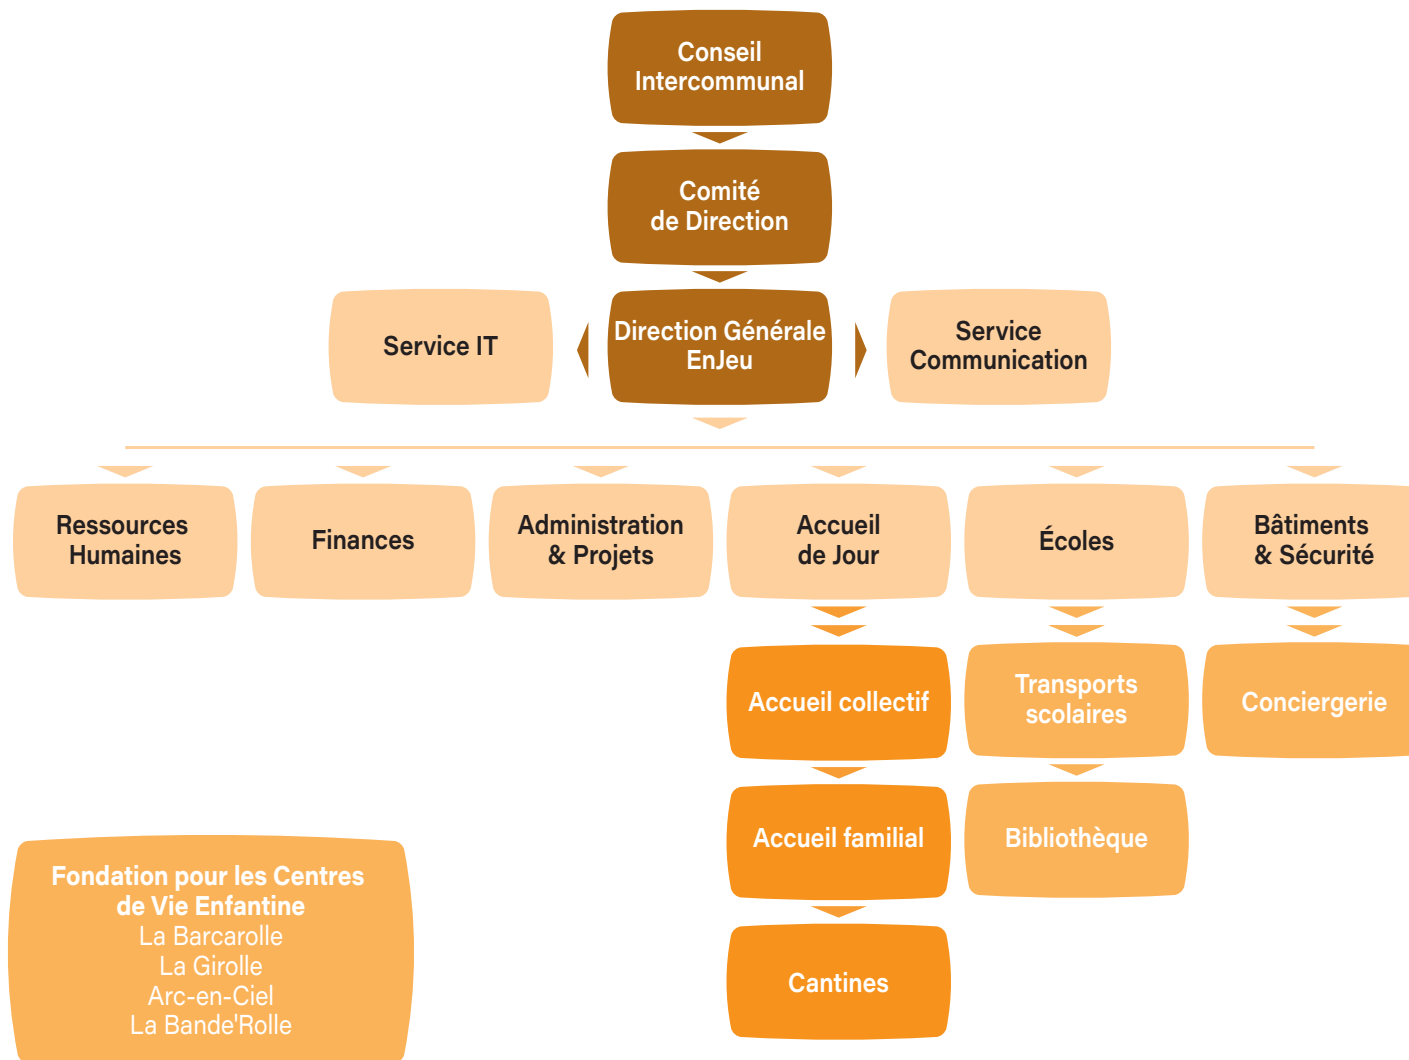 Conseil
Intercommunal
Comité
de Direction
Service IT
Direction Générale
EnJeu
Service
Communication
Ressources
Humaines
Finances
Administration
& Projets
Accueil
de Jour
Écoles
Bâtiments
& Sécurité
Accueil collectif
Transports
scolaires
Conciergerie
Accueil familial
Bibliothèque
Cantines
Fondation pour les Centres
de Vie Enfantine
La Barcarolle
La Girolle
Arc-en-Ciel
La Bande'Rolle